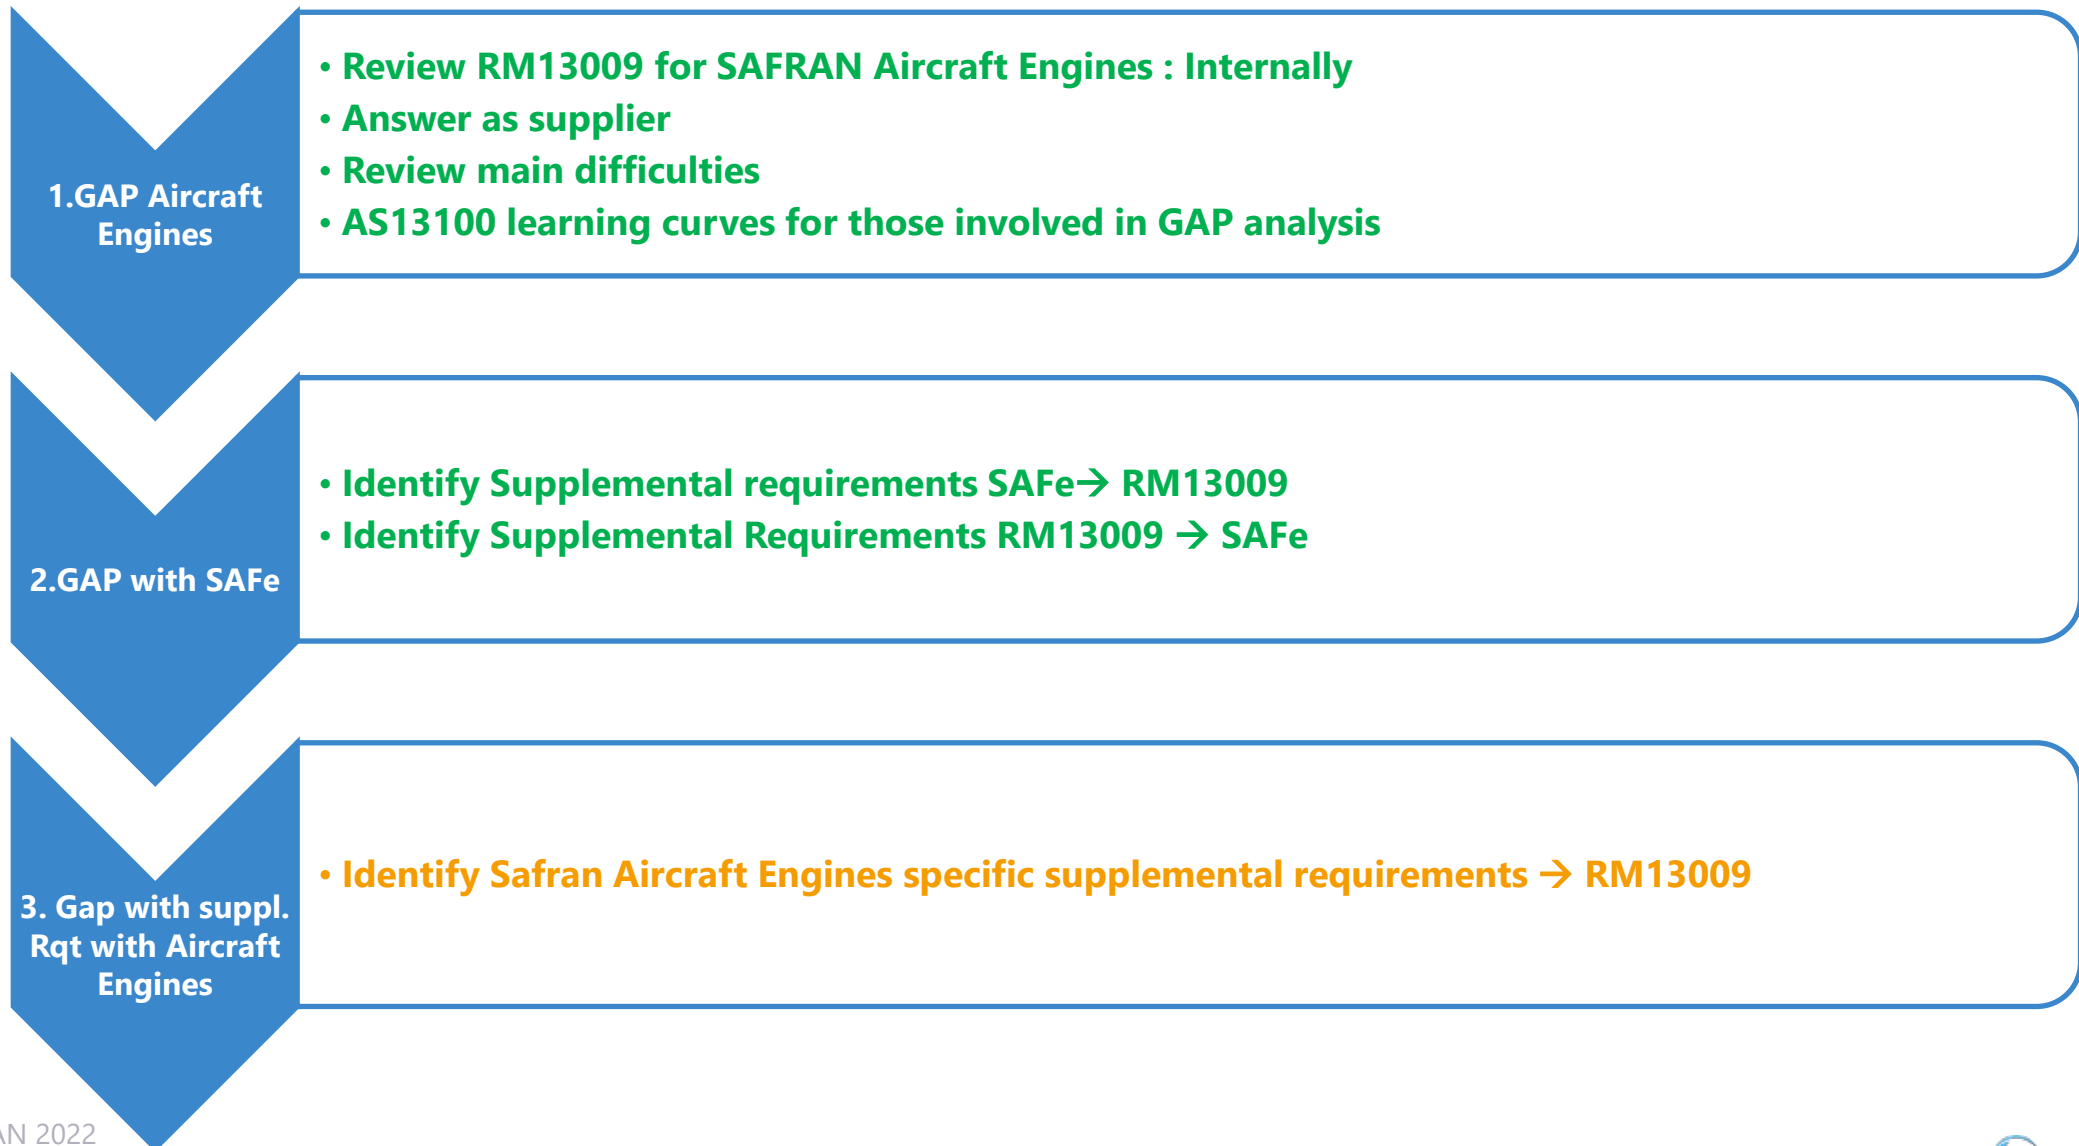 1.GAP Aircraft
Engines
• Review RM13009 for SAFRAN Aircraft Engines : Internally
• Answer as supplier
• Review main difficulties
• AS13100 learning curves for those involved in GAP analysis
2.GAP with SAFe
• Identify Supplemental requirements SAFe→ RM13009
• Identify Supplemental Requirements RM13009 → SAFe
3. Gap with suppl.
Rqt with Aircraft
Engines
• Identify Safran Aircraft Engines specific supplemental requirements → RM13009
2022